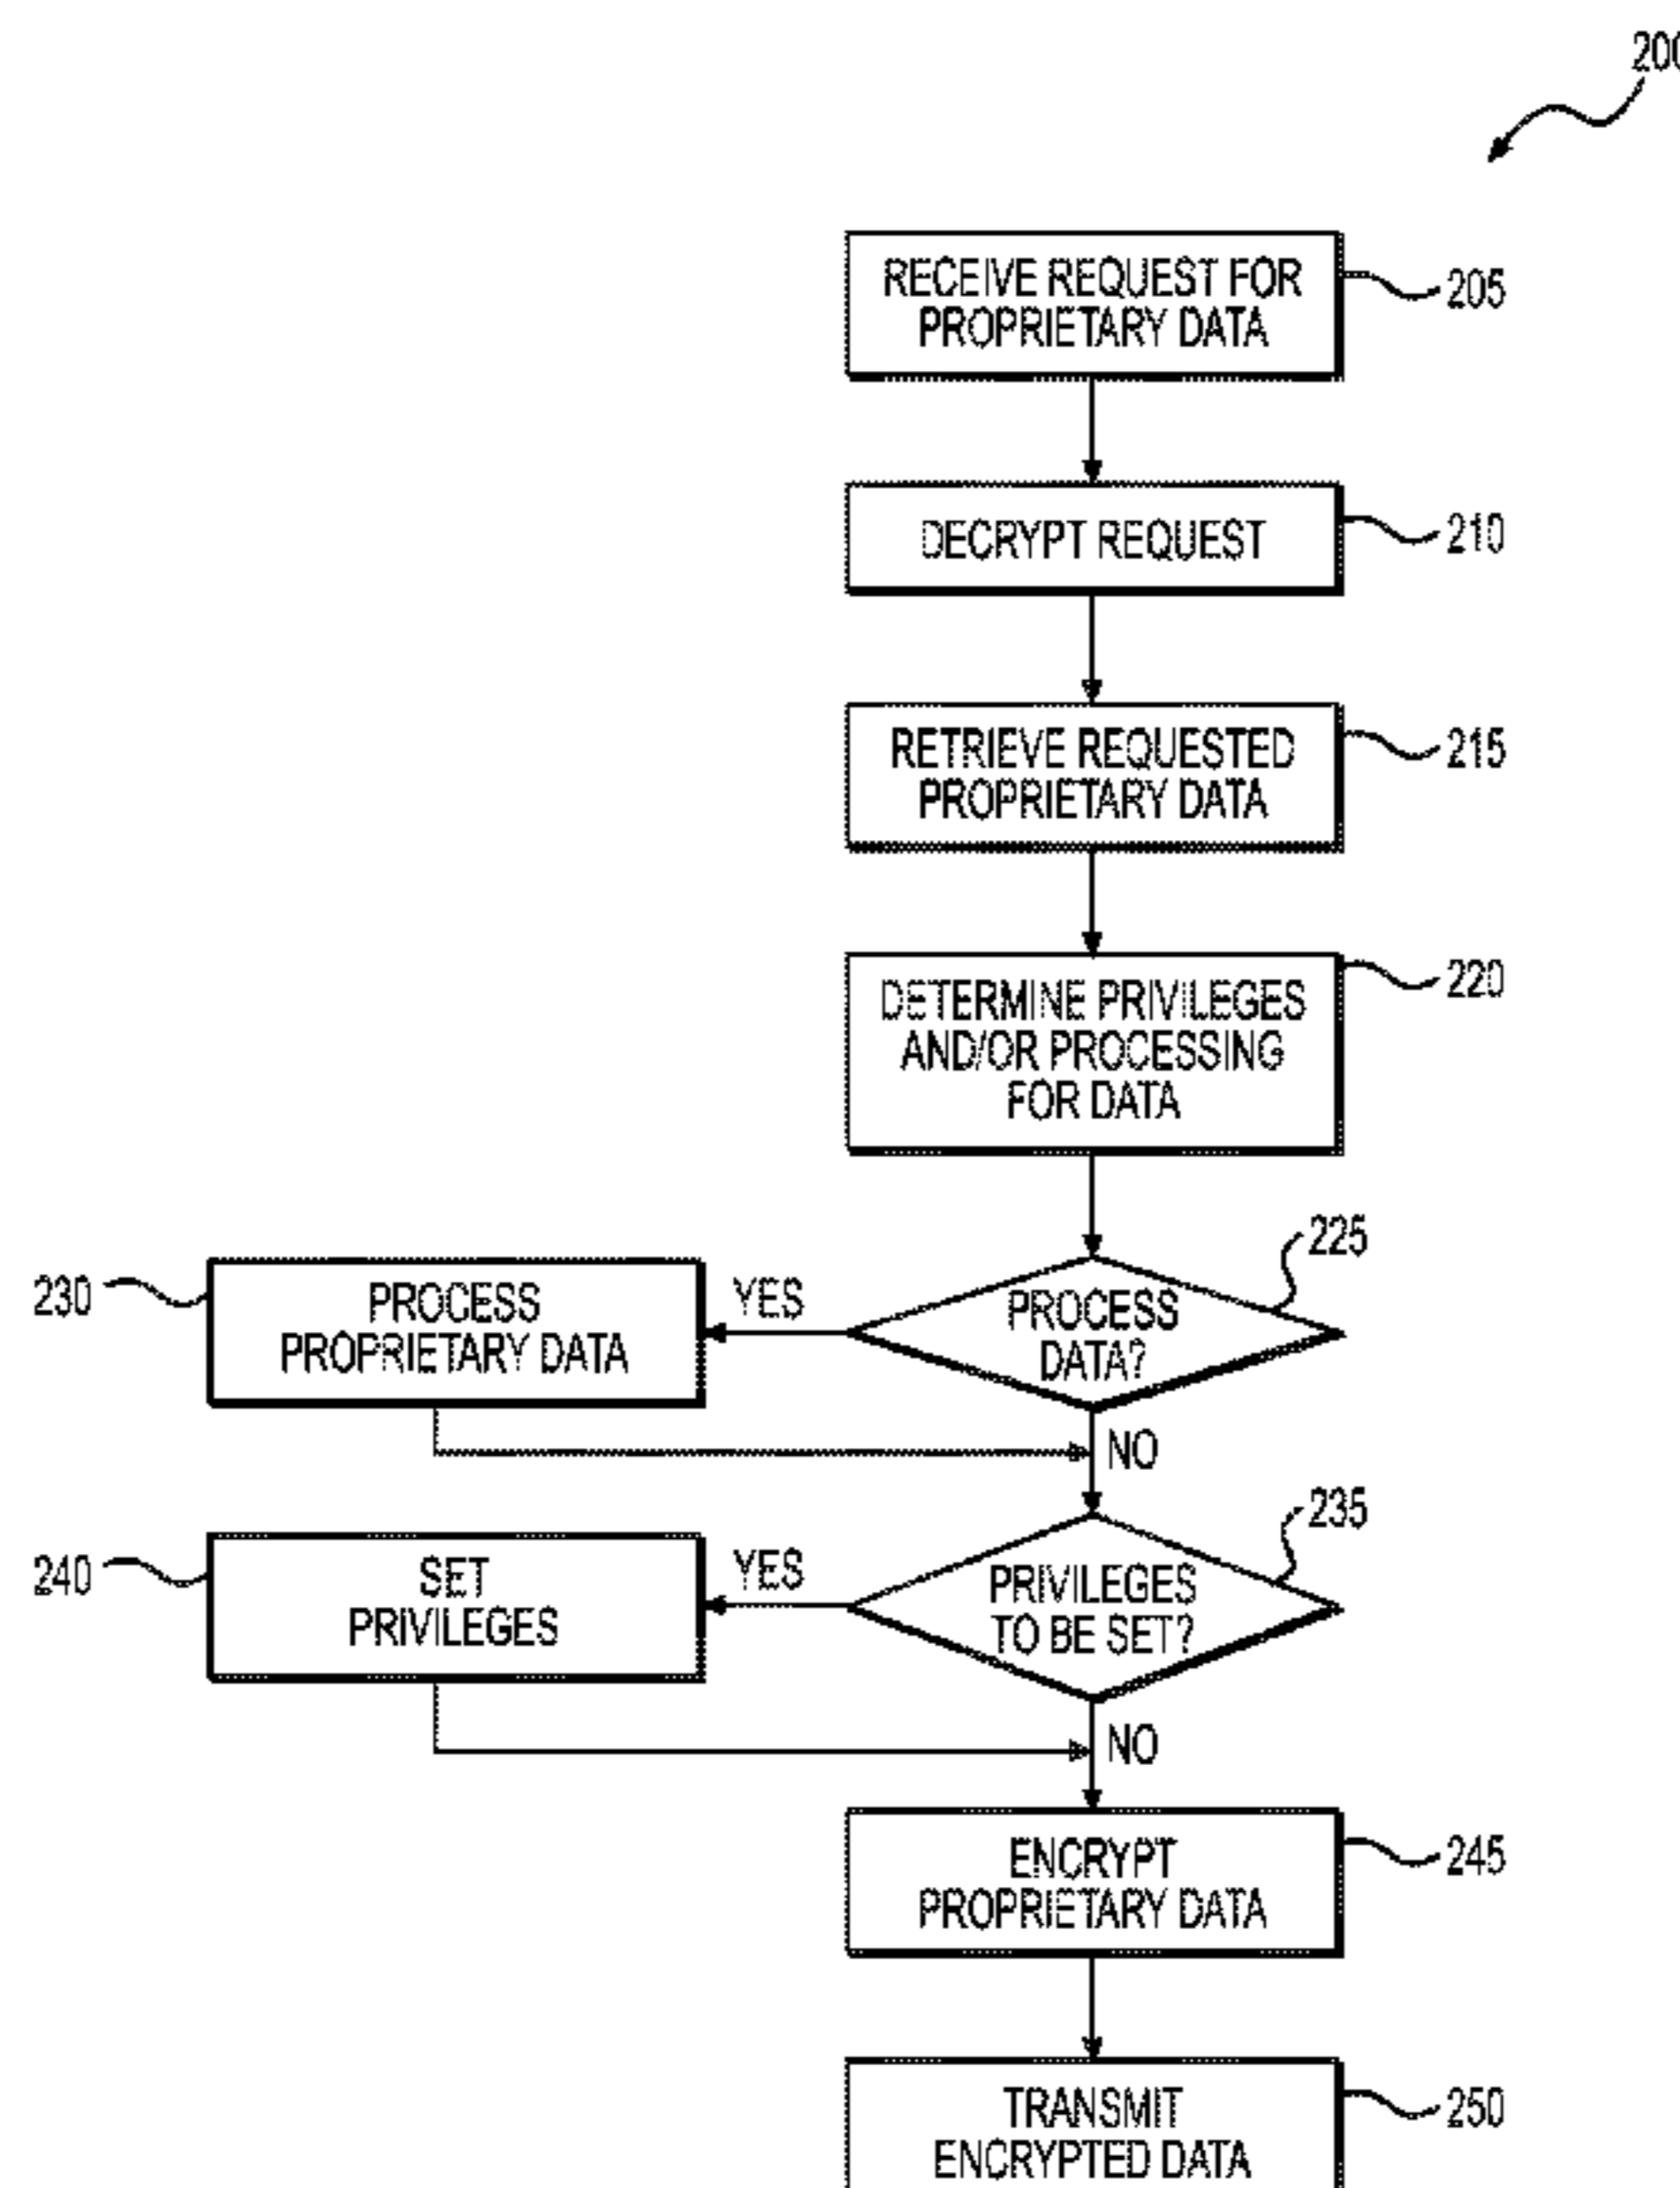 200
RECEIVE REQUEST FOR
PROPRIETARY DATA
205
DECRYPT REQUEST
210
RETRIEVE REQUESTED
PROPRIETARY DATA
215
DETERMINE PRIVILEGES
AND/OR PROCESSING
FOR DATA
220
PROCESS
DATA?
225
YES
PROCESS
PROPRIETARY DATA
230
NO
PRIVILEGES
TO BE SET?
235
YES
SET
PRIVILEGES
240
NO
ENCRYPT
PROPRIETARY DATA
245
TRANSMIT
ENCRYPTED DATA
250